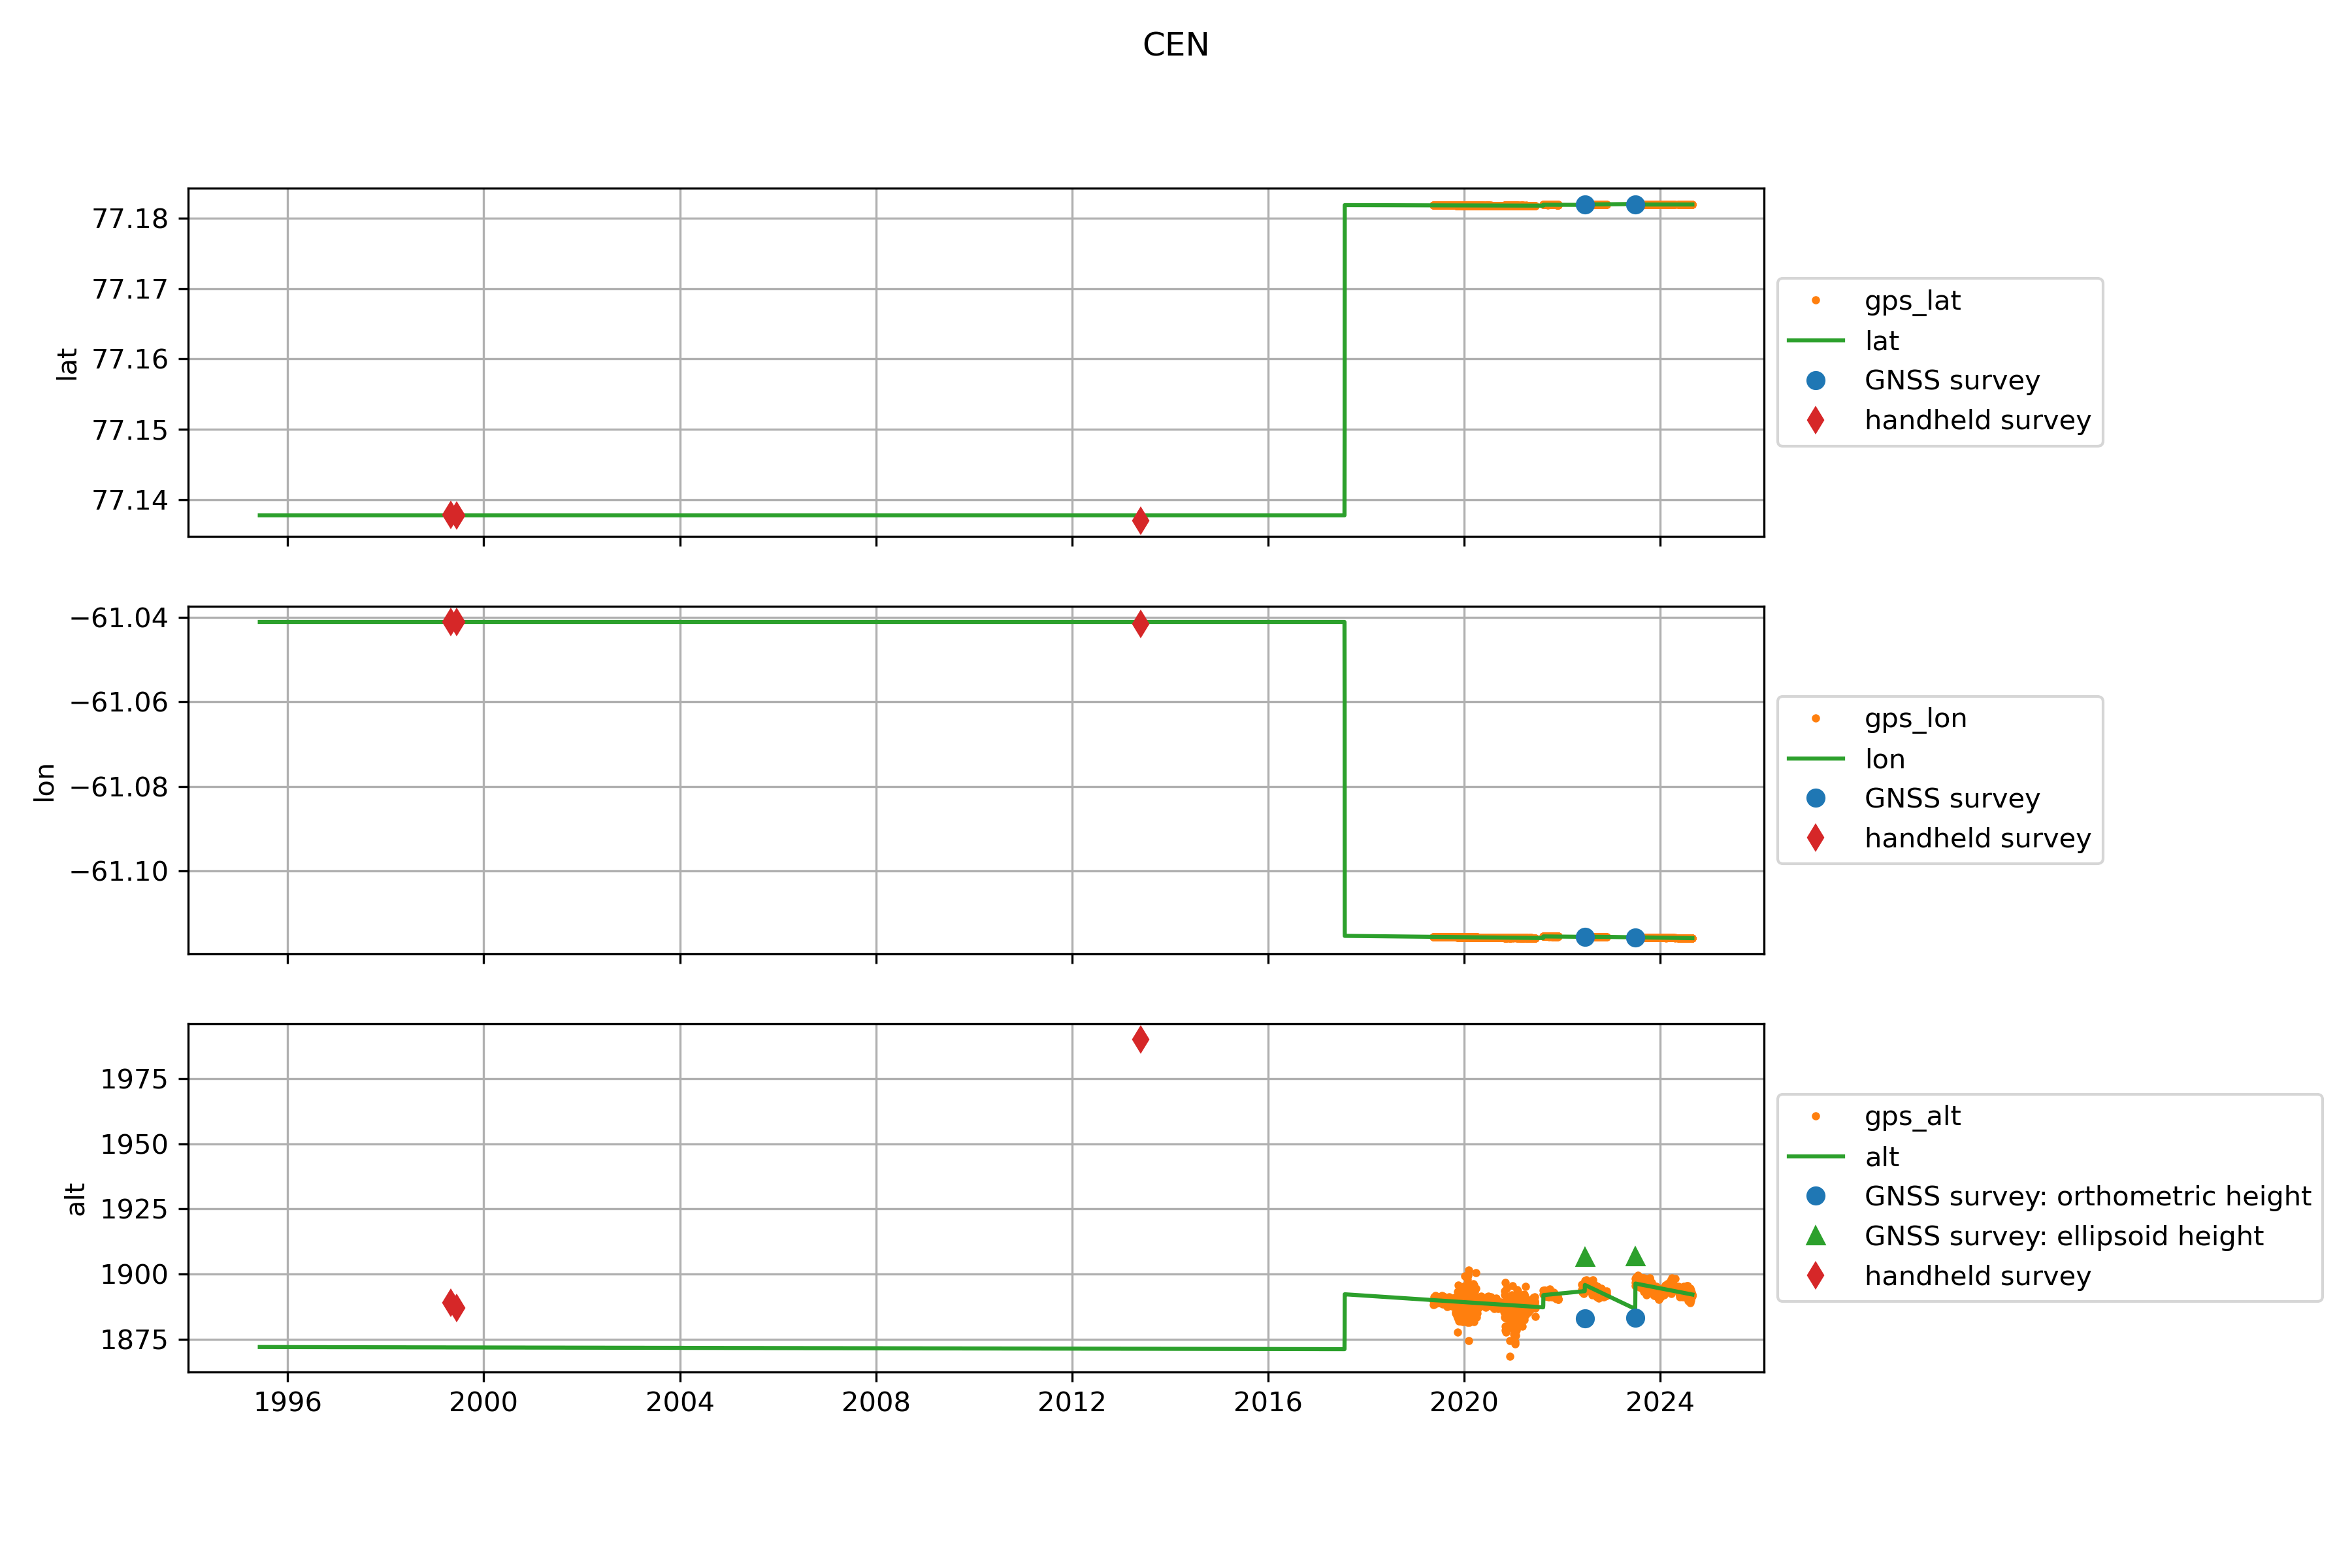 CEN
77.18
77.17
77.16
77.15
77.14
lat
gps_lat
lat
GNSS survey
handheld survey
−61.04
−61.06
−61.08
−61.10
lon
gps_lon
lon
GNSS survey
handheld survey
1975
1950
1925
1900
1875
alt
gps_alt
alt
GNSS survey: orthometric height
GNSS survey: ellipsoid height
handheld survey
1996 2000 2004 2008 2012 2016 2020 2024